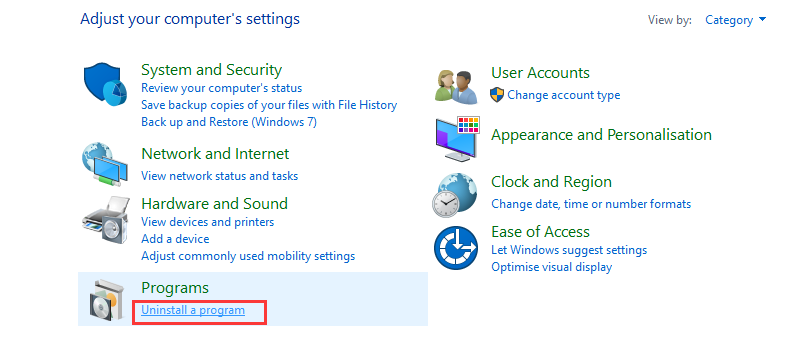 Adjust your computer's settings
View by: Category
System and Security
Review your computer's status
Save backup copies of your files with File History
Back up and Restore (Windows 7)
Network and Internet
View network status and tasks
Hardware and Sound
View devices and printers
Add a device
Adjust commonly used mobility settings
Programs
Uninstall a program
User Accounts
Change account type
Appearance and Personalisation
Clock and Region
Change date, time or number formats
Ease of Access
Let Windows suggest settings
Optimise visual display